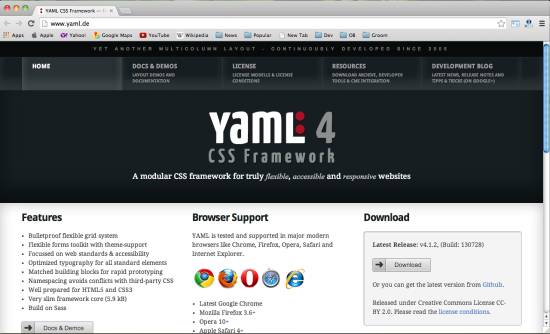 YAML CSS Framework — fo
www.yaml.de
Apps Apple Yahoo! Google Maps YouTube Wikipedia News Popular New Tab Dev OB Groom
YET ANOTHER MULTICOLUMN LAYOUT - CONTINUOUSLY DEVELOPED SINCE 2005
HOME DOCS & DEMOS LICENSE RESOURCES DEVELOPMENT BLOG
LAYOUT DEMOS AND LICENSE MODELLS & LICENSE DOWNLOAD ARCHIVE, DEVELOPER LATEST NEWS, RELEASE NOTES AND
DOCUMENTATION CONDITIONS TOOLS & CMS INTEGRATION TIPPS & TRICKS (ON GOOGLE+)
YAML 4
CSS Framework
A modular CSS framework for truly flexible, accessible and responsive websites
Features
Bulletproof flexible grid system
Flexible forms toolkit with theme-support
Focussed on web standards & accessibility
Optimized typography for all standard elements
Matched building blocks for rapid prototyping
Namespacing avoids conflicts with third-party CSS
Well prepared for HTML5 and CSS3
Very slim framework core (5.9 kB)
Build on Sass
Docs & Demos
Browser Support
YAML is tested and supported in major modern
browsers like Chrome, Firefox, Opera, Safari and
Internet Explorer.
Latest Google Chrome
Mozilla Firefox 3.6+
Opera 10+
Apple Safari 4+
Download
Latest Release: v4.1.2, (Build: 130728)
Download
Or you can get the latest version from Github.
Released under Creative Commons License CC-
BY 2.0. Please read the license conditions.